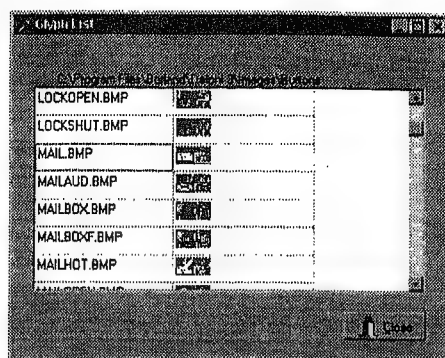 Glyph List
LOCKOPEN.BMP
LOCKSHUT.BMP
MAIL.BMP
MAILAUD.BMP
MAILBOX.BMP
MAILBOXF.BMP
MAILHOT.BMP
Close